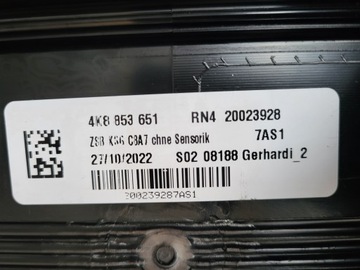 4K8 853 651 RN4 20023928
ZSB KSG C8A7 ohne Sensorik 7AS1
27/10/2022 S02 08188 Gerhardi_2
200239287AS1